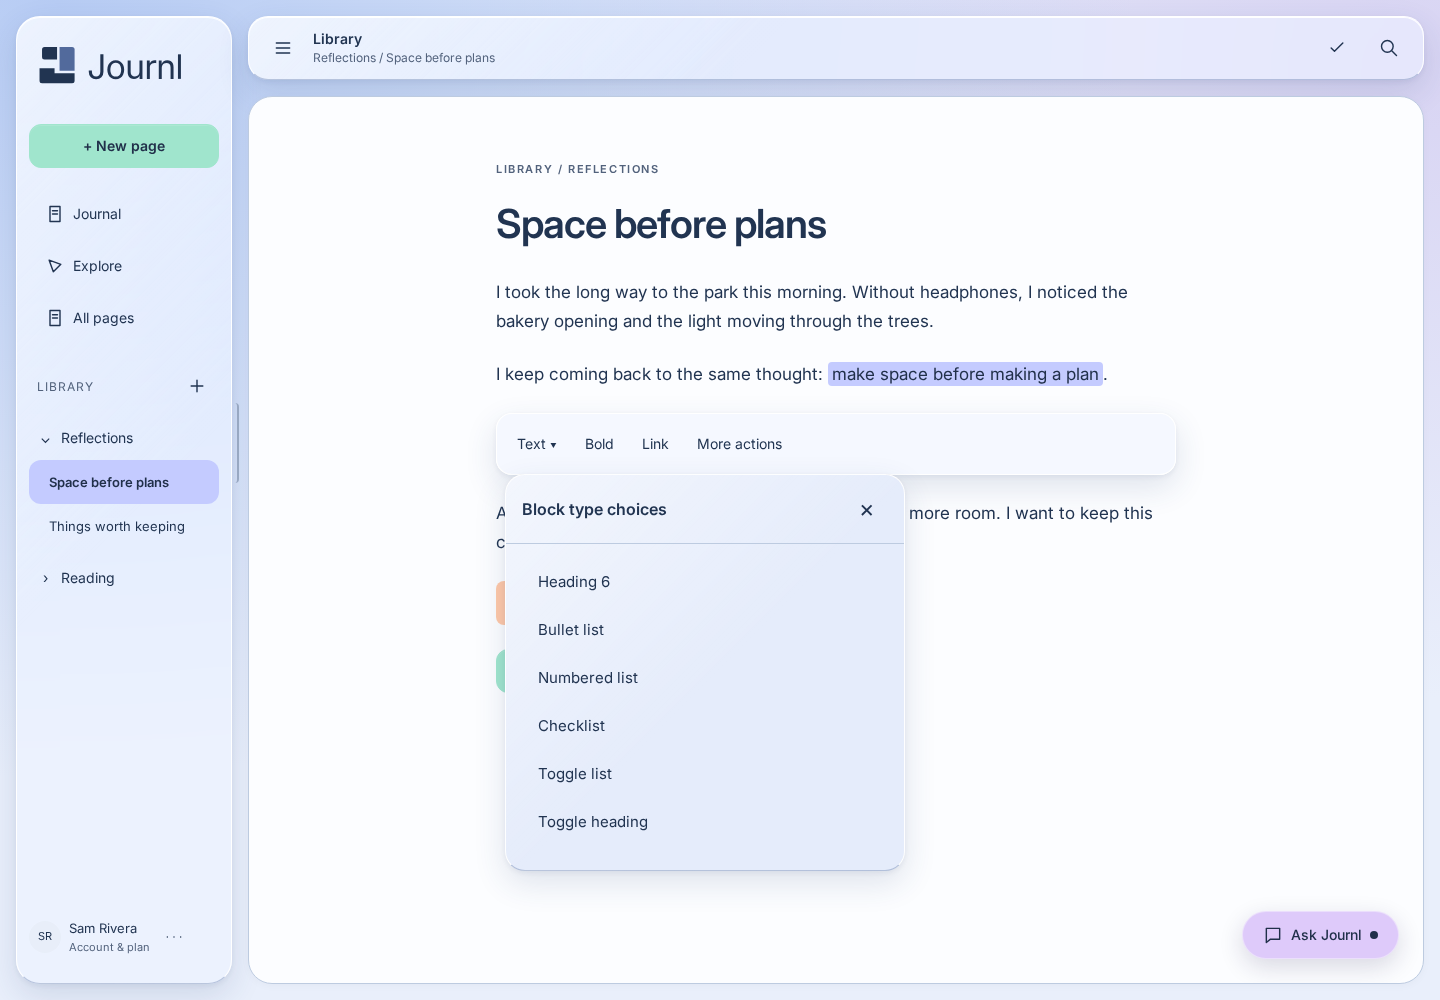 Journl
+ New page
Journal
Explore
All pages
LIBRARY
Reflections
Space before plans
Things worth keeping
Reading
SR
Sam Rivera
Account & plan
Library
Reflections / Space before plans
LIBRARY / REFLECTIONS
Space before plans
I took the long way to the park this morning. Without headphones, I noticed the
bakery opening and the light moving through the trees.
I keep coming back to the same thought: make space before making a plan.
Text ▾ Bold Link More actions
more room. I want to keep this
Block type choices
Heading 6
Bullet list
Numbered list
Checklist
Toggle list
Toggle heading
Ask Journl